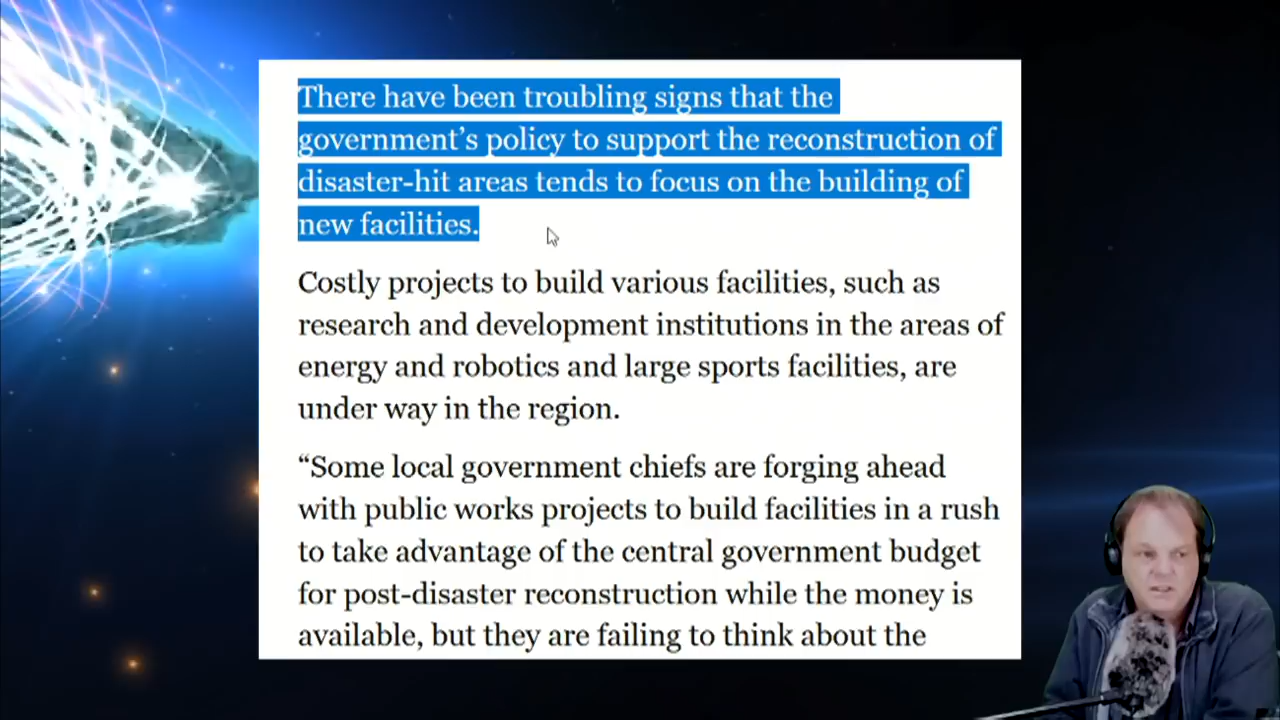 There have been troubling signs that the
government’s policy to support the reconstruction of
disaster-hit areas tends to focus on the building of
new facilities.
Costly projects to build various facilities, such as
research and development institutions in the areas of
energy and robotics and large sports facilities, are
under way in the region.
“Some local government chiefs are forging ahead
with public works projects to build facilities in a rush
to take advantage of the central government budget
for post-disaster reconstruction while the money is
available, but they are failing to think about the